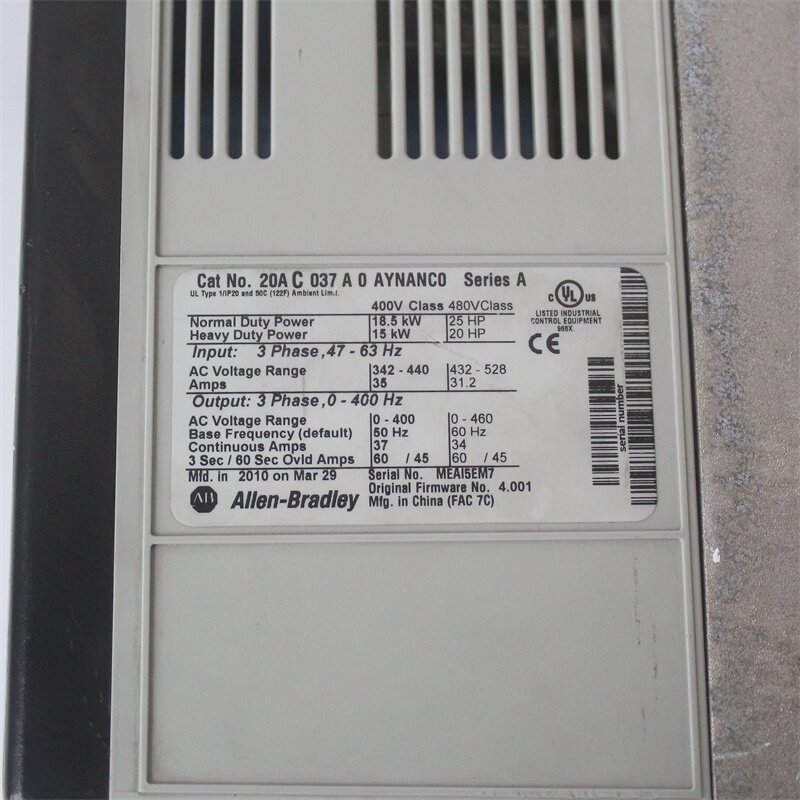 Cat No. 20A C 037 A 0 AYNANC0 Series A
UL Type 1/IP20 and 50C (122F) Ambient Lim.t.
400V Class 480VClass
Normal Duty Power 18.5 kW 25 HP
Heavy Duty Power 15 kW 20 HP
Input: 3 Phase,47 - 63 Hz
AC Voltage Range 342 - 440 432 - 528
Amps 35 31.2
Output: 3 Phase,0 - 400 Hz
AC Voltage Range 0 - 400 0 - 460
Base Frequency (default) 50 Hz 60 Hz
Continuous Amps 37 34
3 Sec / 60 Sec Ovld Amps 60 / 45 60 / 45
Mfd. in 2010 on Mar 29 Serial No. MEAI5EM7
Original Firmware No. 4.001
AB Allen-Bradley Mfg. in China (FAC 7C)
C UL US
LISTED INDUSTRIAL
CONTROL EQUIPMENT
966X
CE
serial number